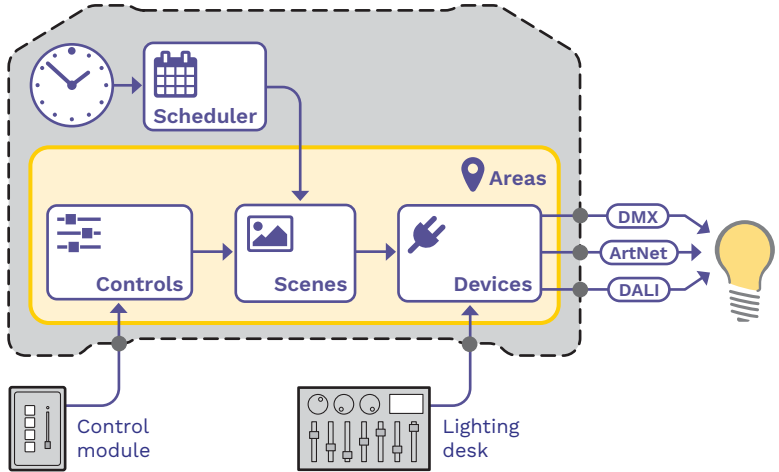 Scheduler
Areas
Controls
Scenes
Devices
DMX
ArtNet
DALI
Control
module
Lighting
desk